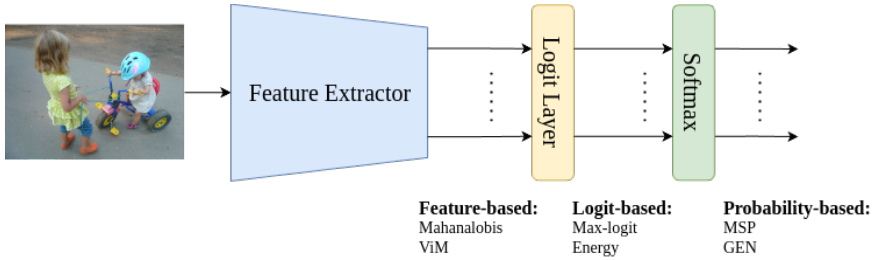 Feature Extractor
Logit Layer
Softmax
Feature-based:
Mahanalobis
ViM
Logit-based:
Max-logit
Energy
Probability-based:
MSP
GEN